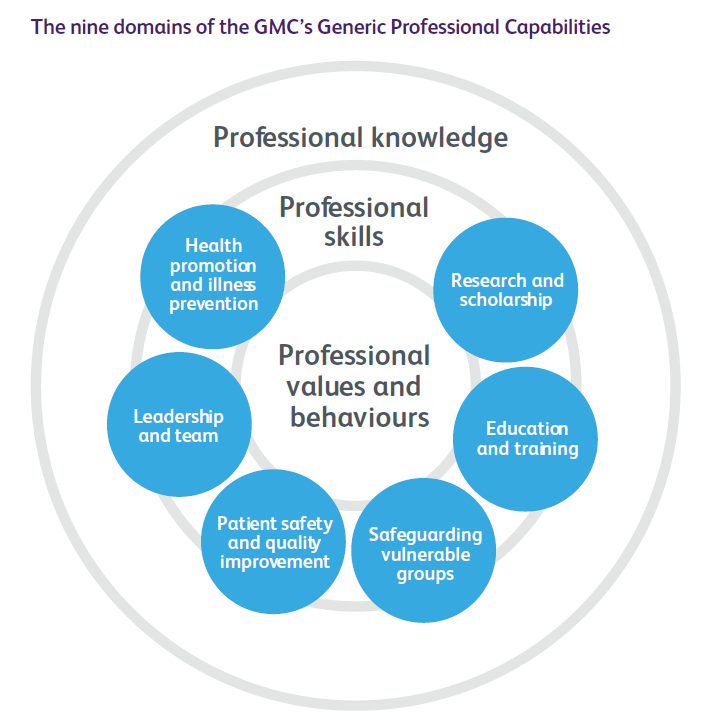 The nine domains of the GMC's Generic Professional Capabilities
Professional knowledge
Professional
skills
Health
promotion
and illness
prevention
Research and
scholarship
Professional
values and
behaviours
Leadership
and team
Education
and training
Patient safety
and quality
improvement
Safeguarding
vulnerable
groups